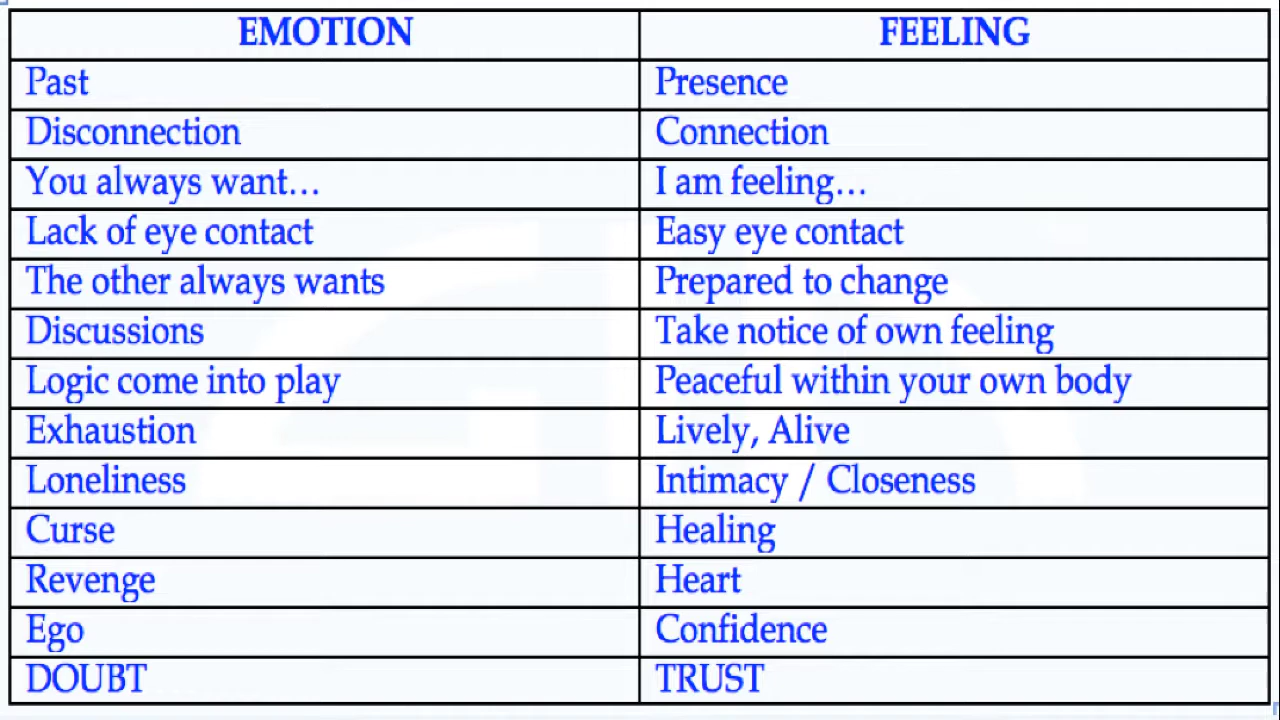 EMOTION FEELING
Past Presence
Disconnection Connection
You always want… I am feeling…
Lack of eye contact Easy eye contact
The other always wants Prepared to change
Discussions Take notice of own feeling
Logic come into play Peaceful within your own body
Exhaustion Lively, Alive
Loneliness Intimacy / Closeness
Curse Healing
Revenge Heart
Ego Confidence
DOUBT TRUST